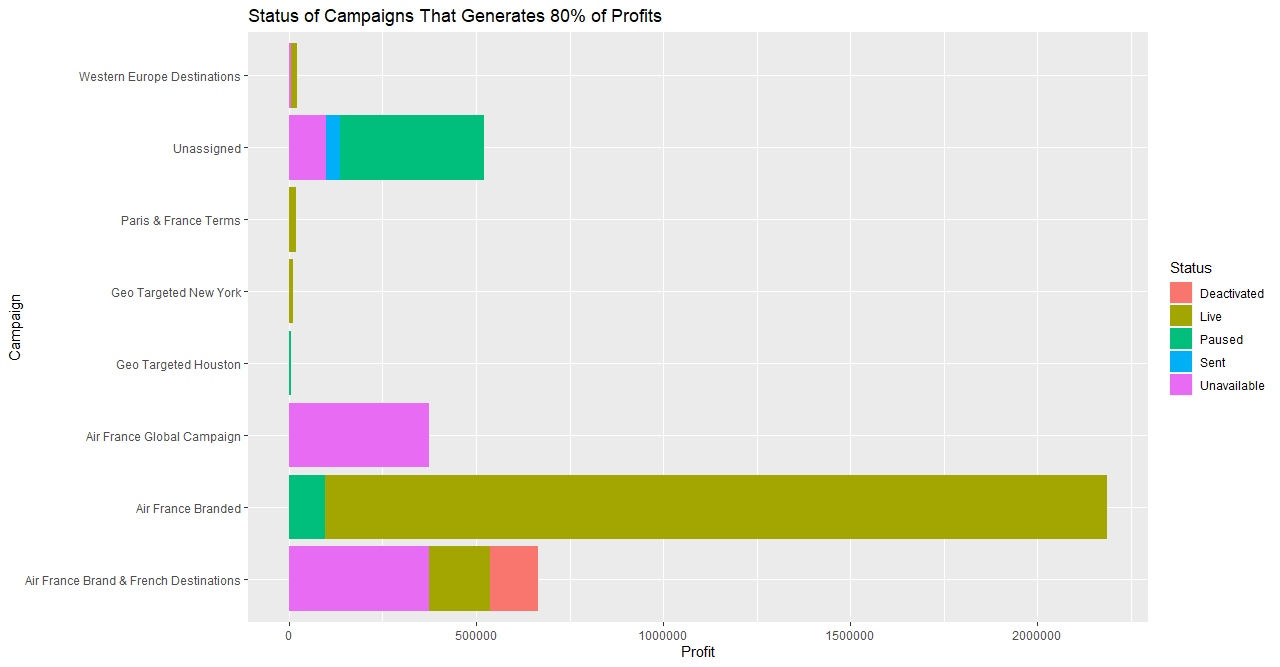 Status of Campaigns That Generates 80% of Profits
Western Europe Destinations
Unassigned
Paris & France Terms
Geo Targeted New York
Geo Targeted Houston
Air France Global Campaign
Air France Branded
Air France Brand & French Destinations
Campaign
0
500000
1000000
1500000
2000000
Profit
Status
Deactivated
Live
Paused
Sent
Unavailable